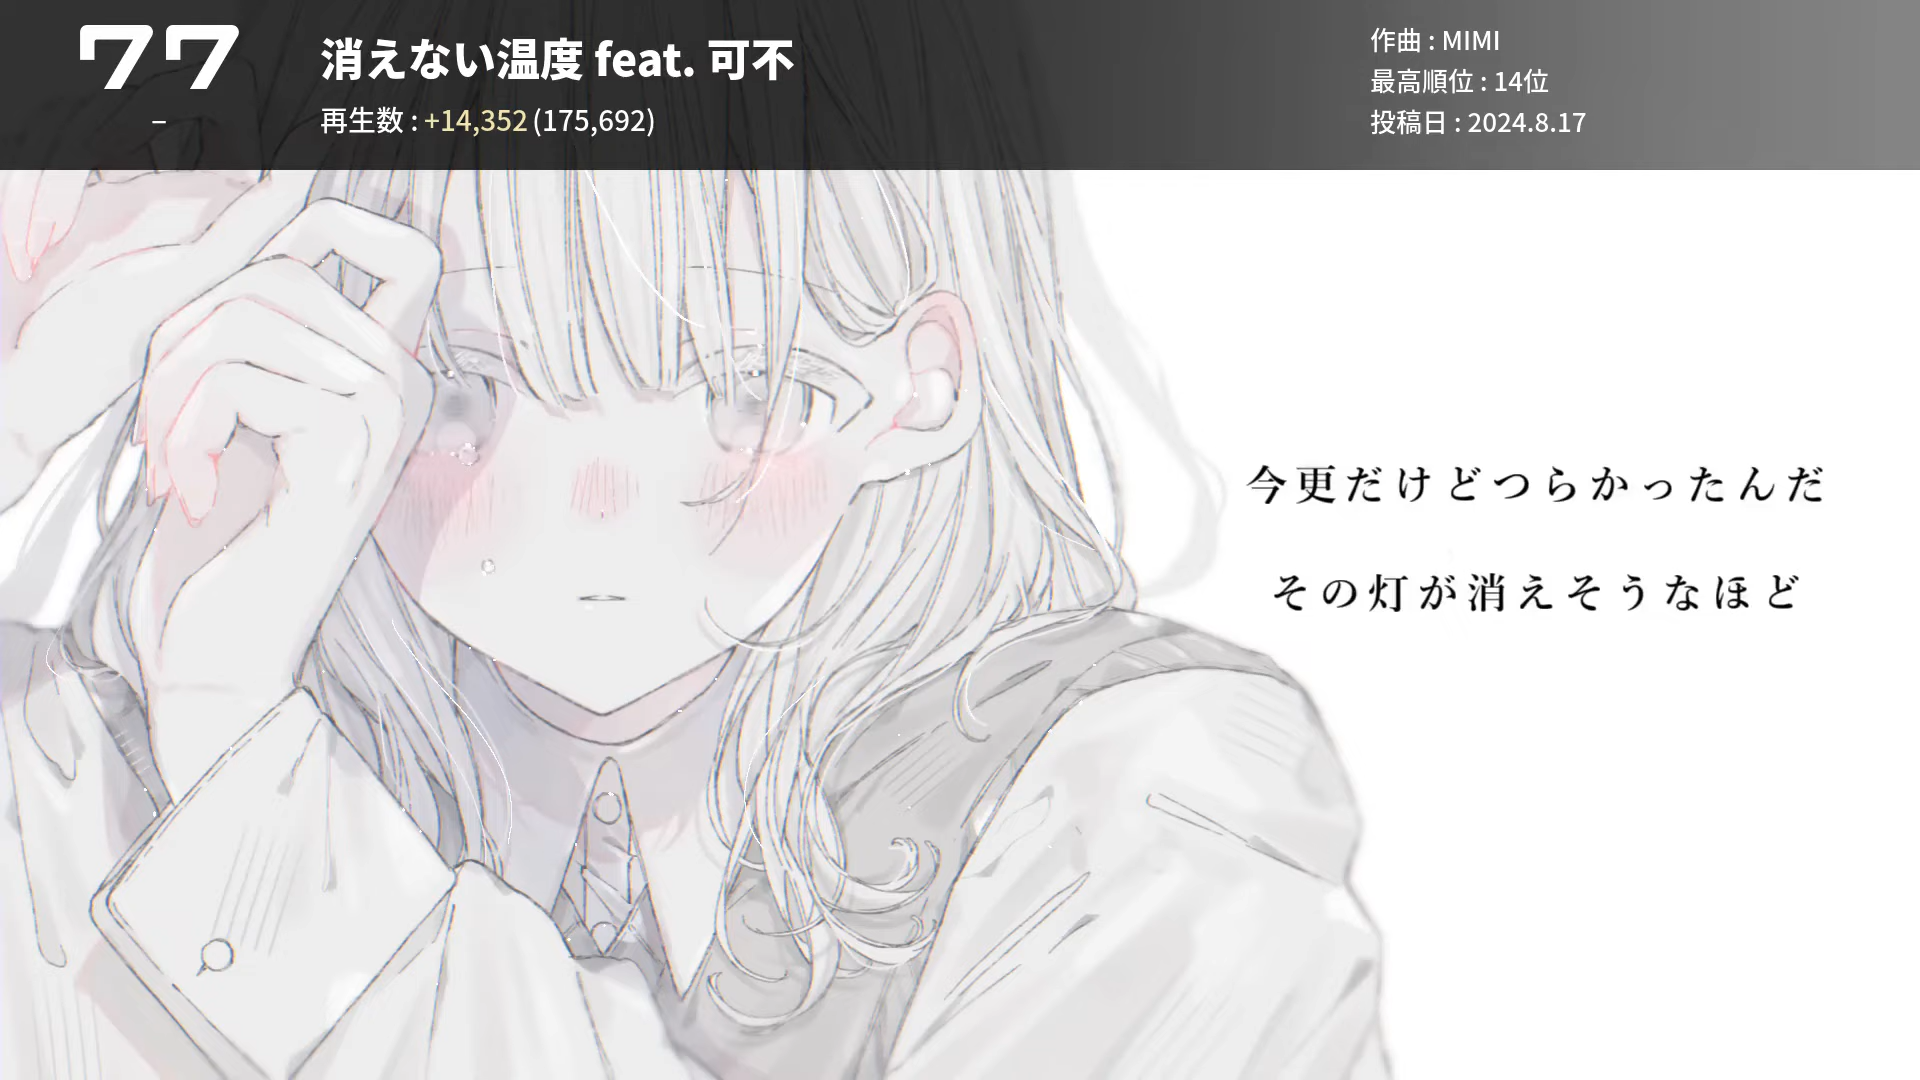 77
–
消えない温度 feat. 可不
再生数 : +14,352 (175,692)
作曲 : MIMI
最高順位 : 14位
投稿日 : 2024.8.17
今更だけどつらかったんだ
その灯が消えそうなほど